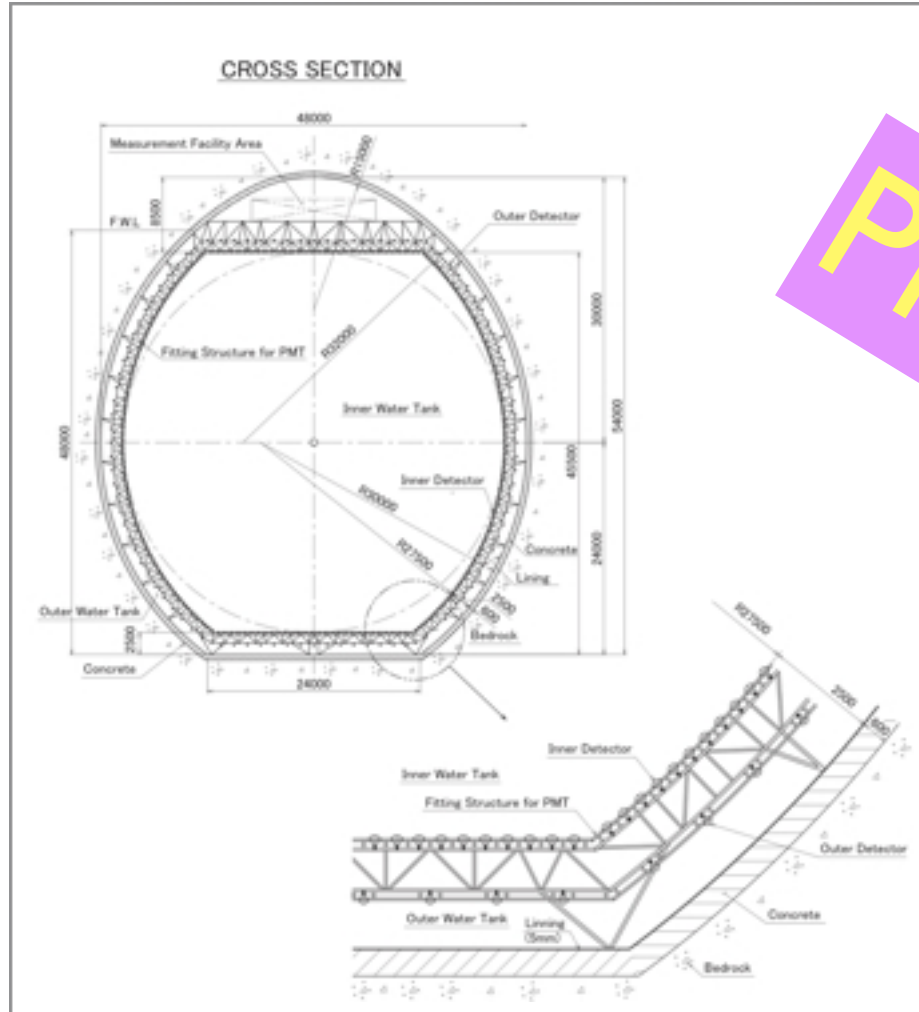 CROSS SECTION
48000
Measurement Facility Area
R15000
8500
F.W.L
Outer Detector
30000
Fitting Structure for PMT
R32000
Inner Water Tank
48000
45500
54000
Inner Detector
R30000
R27500
24000
Concrete
Lining
2500
600
Outer Water Tank
2500
Bedrock
Concrete
24000
R27500
2500
600
Inner Detector
Inner Water Tank
Fitting Structure for PMT
Outer Detector
Outer Water Tank
Linning
(5mm)
Concrete
Bedrock